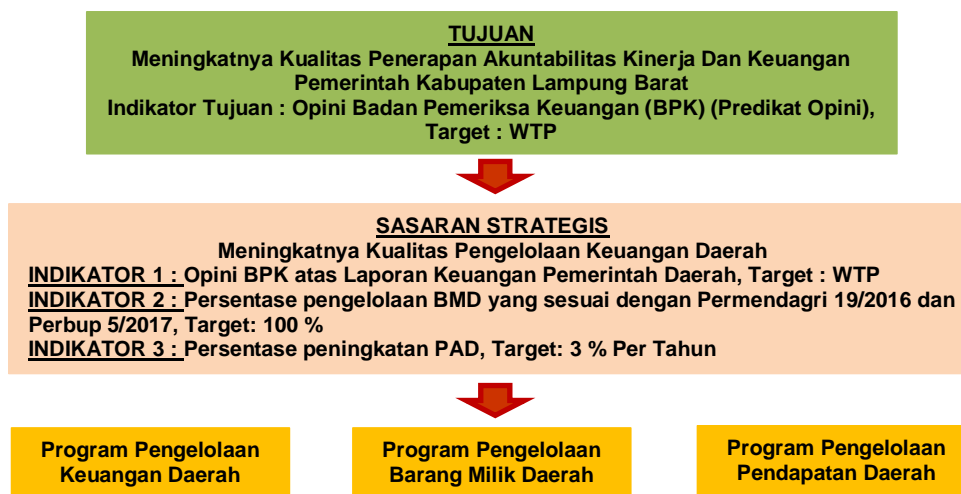 TUJUAN
Meningkatnya Kualitas Penerapan Akuntabilitas Kinerja Dan Keuangan
Pemerintah Kabupaten Lampung Barat
Indikator Tujuan : Opini Badan Pemeriksa Keuangan (BPK) (Predikat Opini),
Target : WTP
SASARAN STRATEGIS
Meningkatnya Kualitas Pengelolaan Keuangan Daerah
INDIKATOR 1 : Opini BPK atas Laporan Keuangan Pemerintah Daerah, Target : WTP
INDIKATOR 2 : Persentase pengelolaan BMD yang sesuai dengan Permendagri 19/2016 dan
Perbup 5/2017, Target: 100 %
INDIKATOR 3 : Persentase peningkatan PAD, Target: 3 % Per Tahun
Program Pengelolaan
Keuangan Daerah
Program Pengelolaan
Barang Milik Daerah
Program Pengelolaan
Pendapatan Daerah